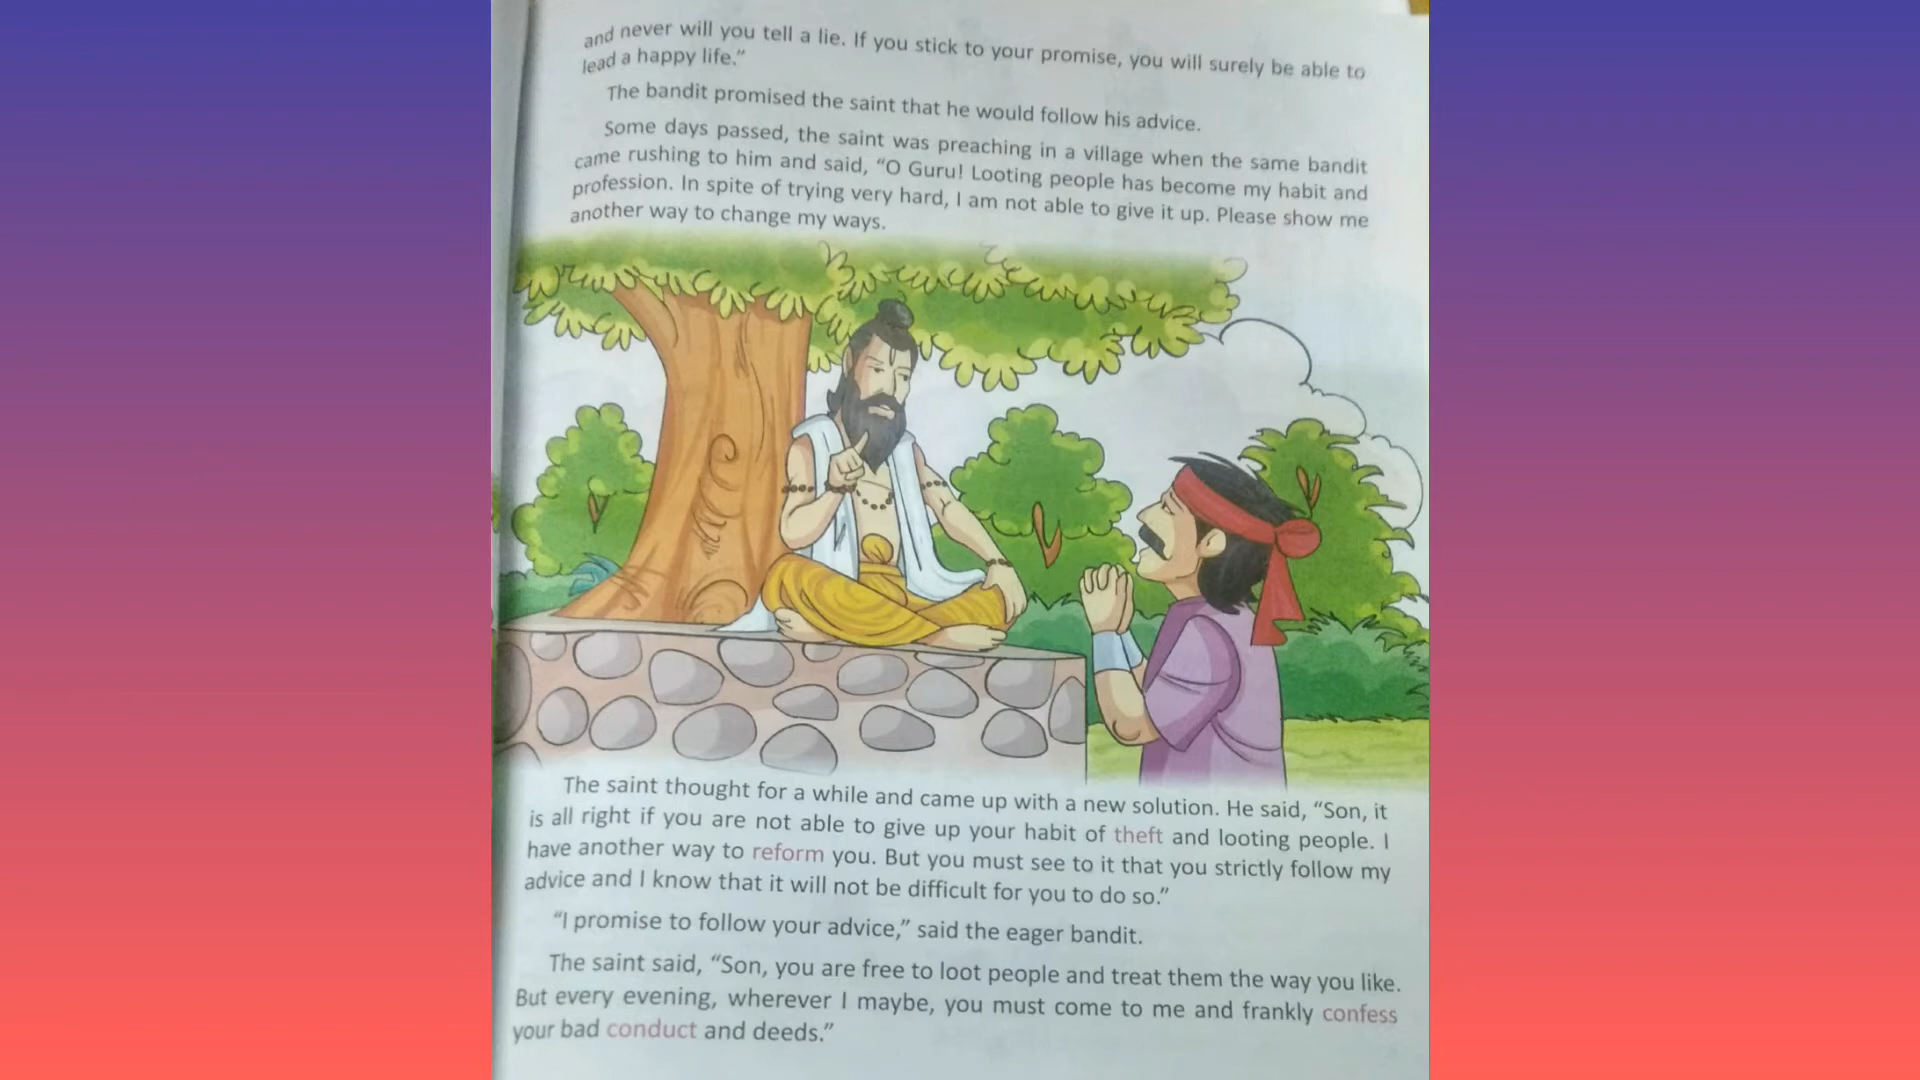 and never will you tell a lie. If you stick to your promise, you will surely be able to
lead a happy life.”
The bandit promised the saint that he would follow his advice.
Some days passed, the saint was preaching in a village when the same bandit
came rushing to him and said, “O Guru! Looting people has become my habit and
profession. In spite of trying very hard, I am not able to give it up. Please show me
another way to change my ways.
The saint thought for a while and came up with a new solution. He said, “Son, it
is all right if you are not able to give up your habit of theft and looting people. I
have another way to reform you. But you must see to it that you strictly follow my
advice and I know that it will not be difficult for you to do so.”
“I promise to follow your advice,” said the eager bandit.
The saint said, “Son, you are free to loot people and treat them the way you like.
But every evening, wherever I maybe, you must come to me and frankly confess
your bad conduct and deeds.”